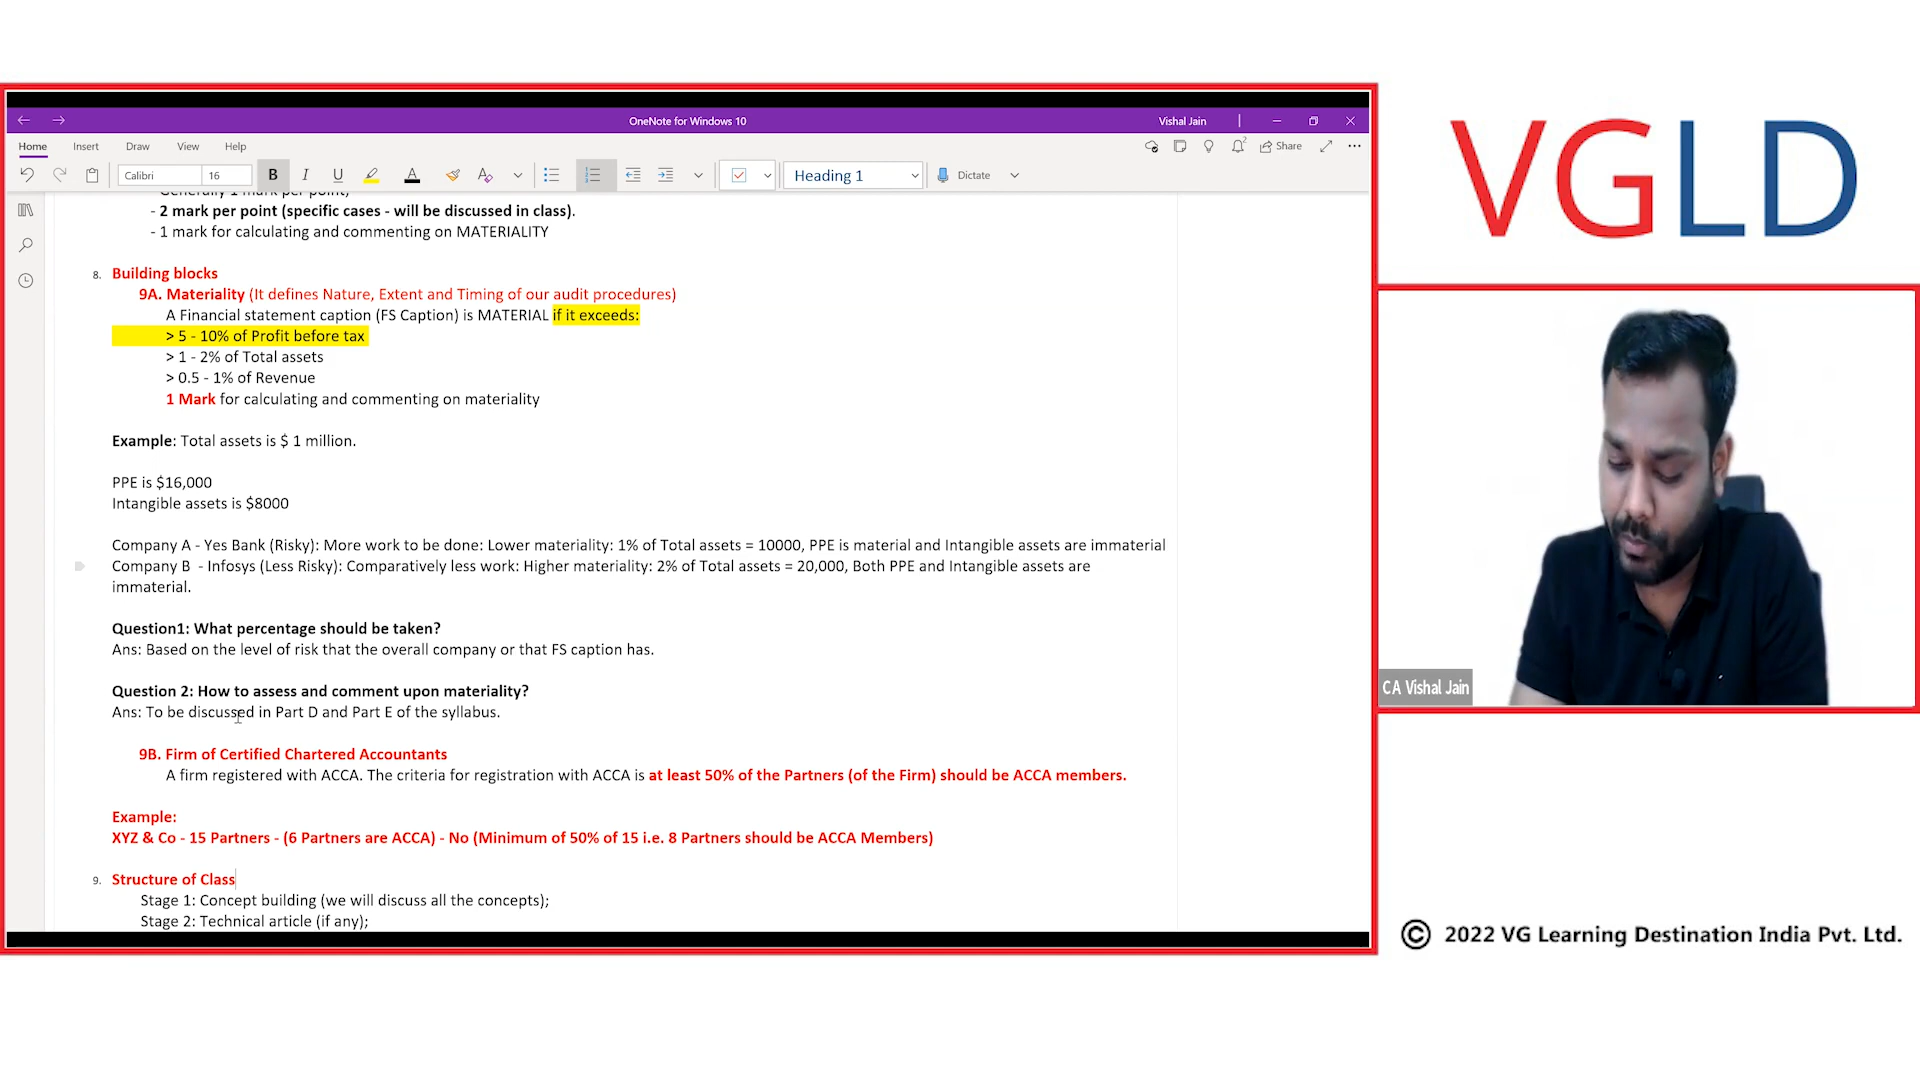 OneNote for Windows 10
Vishal Jain
Home Insert Draw View Help
Share
Calibri 16 B I U A Heading 1 Dictate
Generally 1 mark per point;
- 2 mark per point (specific cases - will be discussed in class).
- 1 mark for calculating and commenting on MATERIALITY
8. Building blocks
9A. Materiality (It defines Nature, Extent and Timing of our audit procedures)
A Financial statement caption (FS Caption) is MATERIAL if it exceeds:
> 5 - 10% of Profit before tax
> 1 - 2% of Total assets
> 0.5 - 1% of Revenue
1 Mark for calculating and commenting on materiality
Example: Total assets is $ 1 million.
PPE is $16,000
Intangible assets is $8000
Company A - Yes Bank (Risky): More work to be done: Lower materiality: 1% of Total assets = 10000, PPE is material and Intangible assets are immaterial
Company B - Infosys (Less Risky): Comparatively less work: Higher materiality: 2% of Total assets = 20,000, Both PPE and Intangible assets are
immaterial.
Question1: What percentage should be taken?
Ans: Based on the level of risk that the overall company or that FS caption has.
Question 2: How to assess and comment upon materiality?
Ans: To be discussed in Part D and Part E of the syllabus.
9B. Firm of Certified Chartered Accountants
A firm registered with ACCA. The criteria for registration with ACCA is at least 50% of the Partners (of the Firm) should be ACCA members.
Example:
XYZ & Co - 15 Partners - (6 Partners are ACCA) - No (Minimum of 50% of 15 i.e. 8 Partners should be ACCA Members)
9. Structure of Class
Stage 1: Concept building (we will discuss all the concepts);
Stage 2: Technical article (if any);
VGLD
CA Vishal Jain
© 2022 VG Learning Destination India Pvt. Ltd.